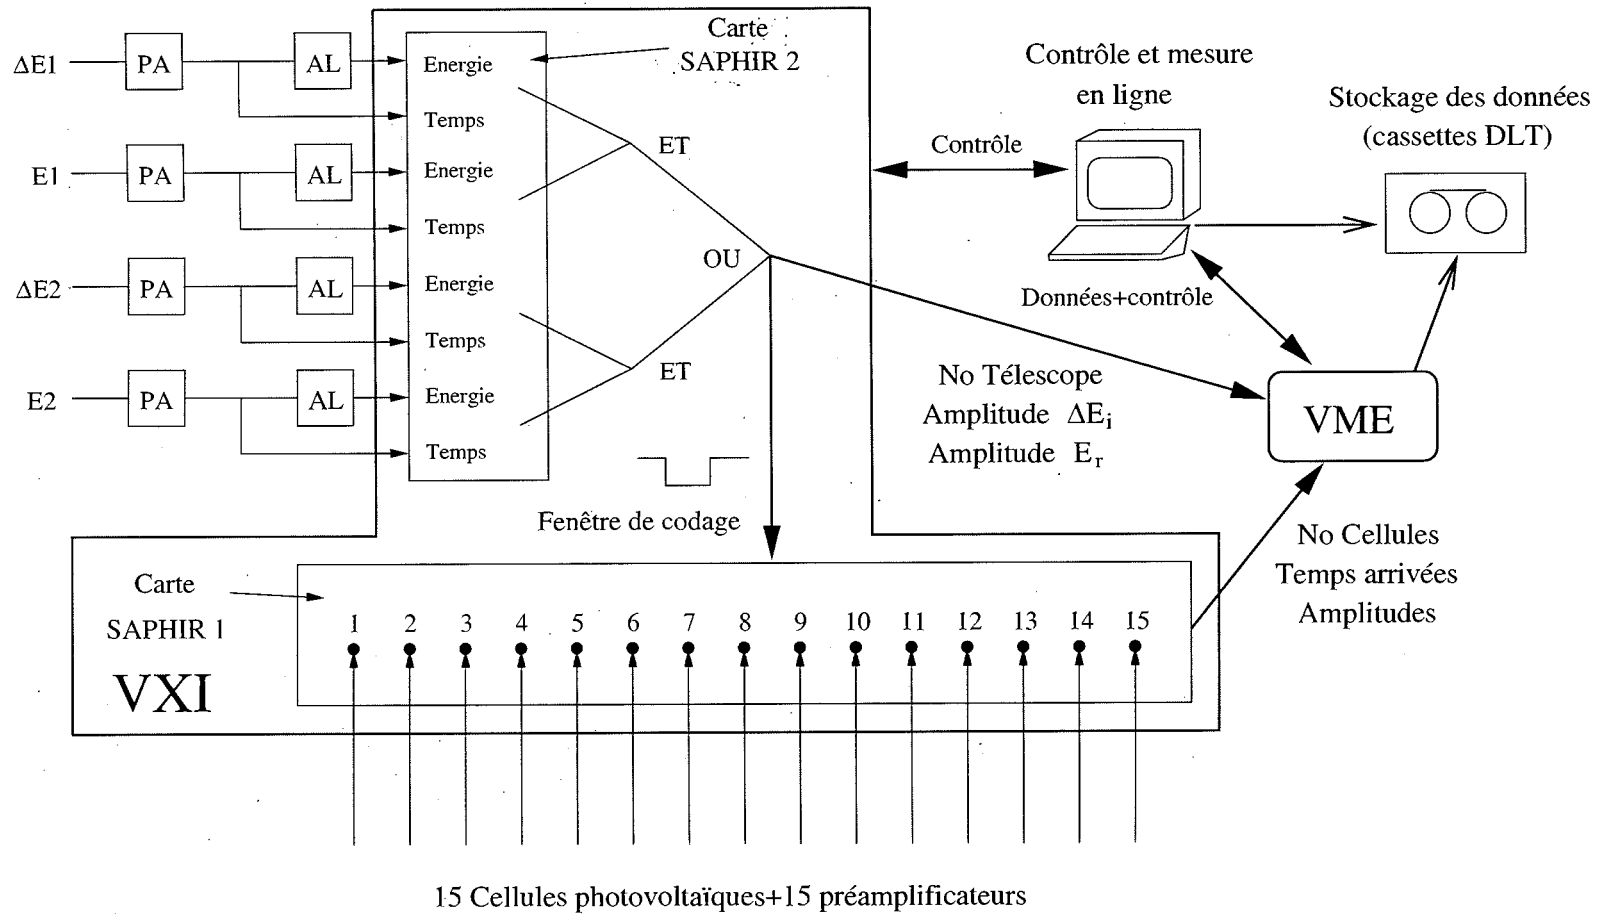 Carte
SAPHIR 2
ΔE1
PA
AL
Energie
Temps
E1
PA
AL
Energie
Temps
ΔE2
PA
AL
Energie
Temps
E2
PA
AL
Energie
Temps
ET
OU
ET
Fenêtre de codage
Contrôle et mesure
en ligne
Contrôle
Stockage des données
(cassettes DLT)
Données+contrôle
No Télescope
Amplitude ΔEi
Amplitude Er
VME
No Cellules
Temps arrivées
Amplitudes
Carte
SAPHIR 1
VXI
1 2 3 4 5 6 7 8 9 10 11 12 13 14 15
15 Cellules photovoltaïques+15 préamplificateurs